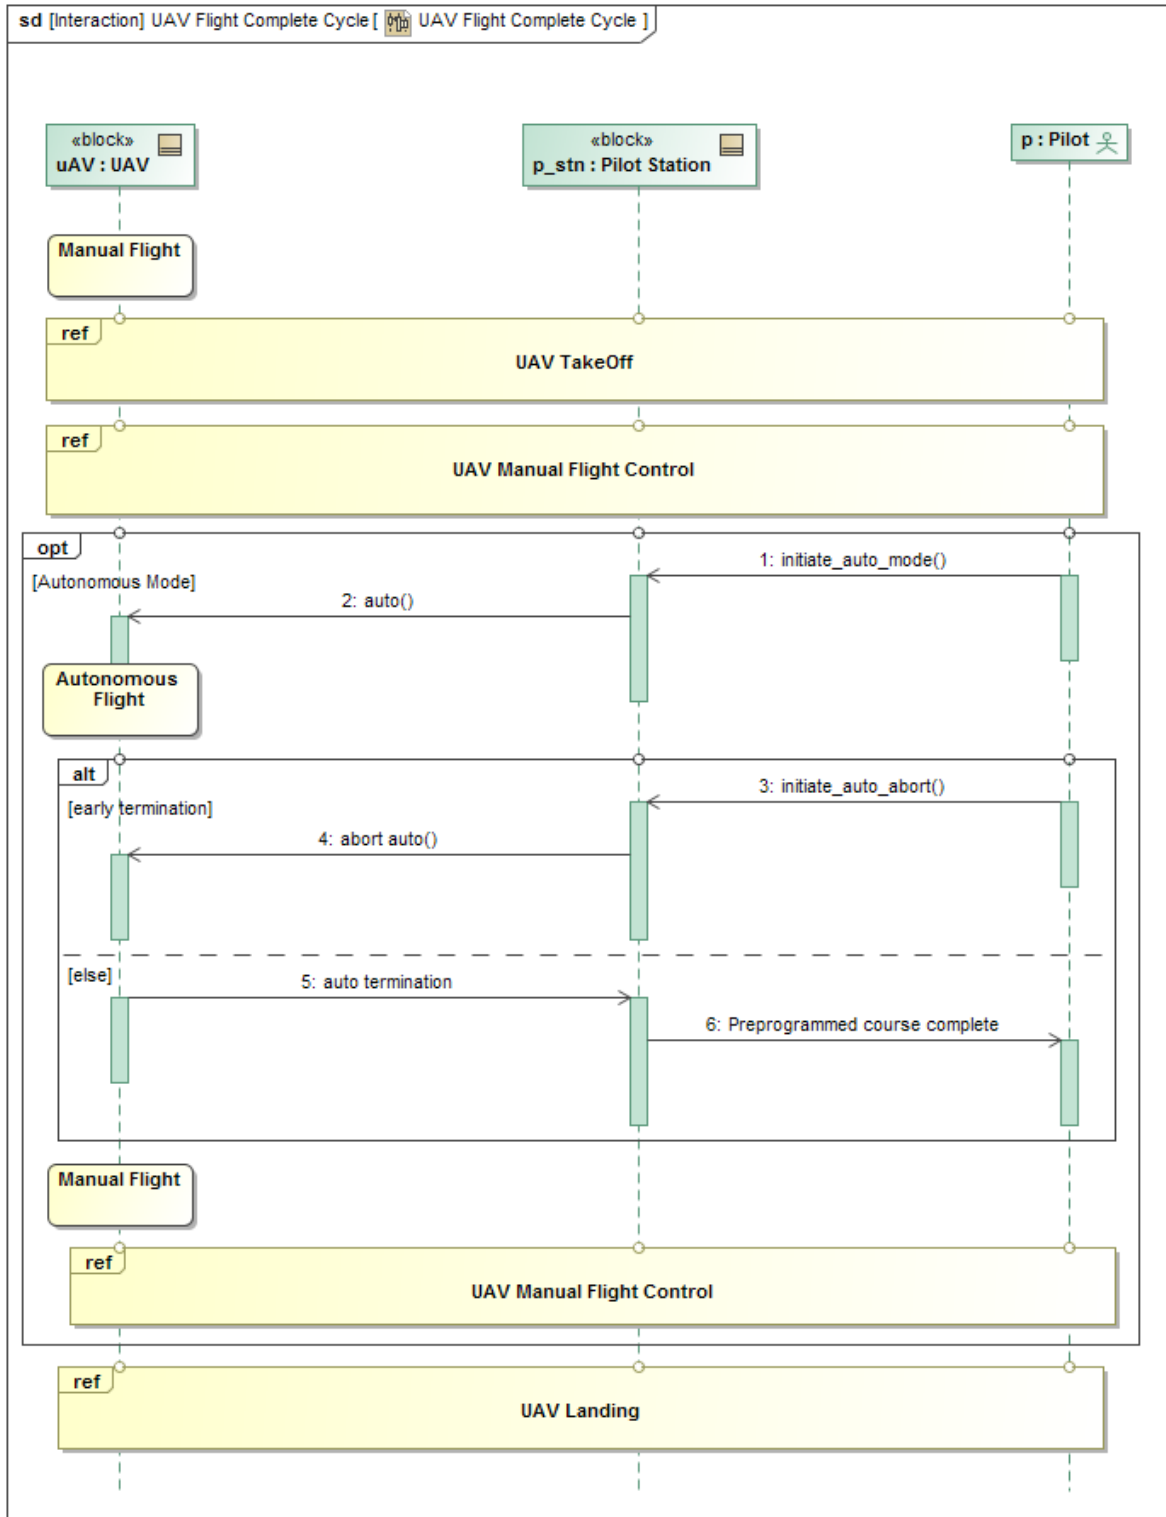 sd [Interaction] UAV Flight Complete Cycle [ UAV Flight Complete Cycle ]
«block»
uAV : UAV
«block»
p_stn : Pilot Station
p : Pilot
Manual Flight
ref
UAV TakeOff
ref
UAV Manual Flight Control
opt
[Autonomous Mode]
1: initiate_auto_mode()
2: auto()
Autonomous
Flight
alt
[early termination]
3: initiate_auto_abort()
4: abort auto()
[else]
5: auto termination
6: Preprogrammed course complete
Manual Flight
ref
UAV Manual Flight Control
ref
UAV Landing